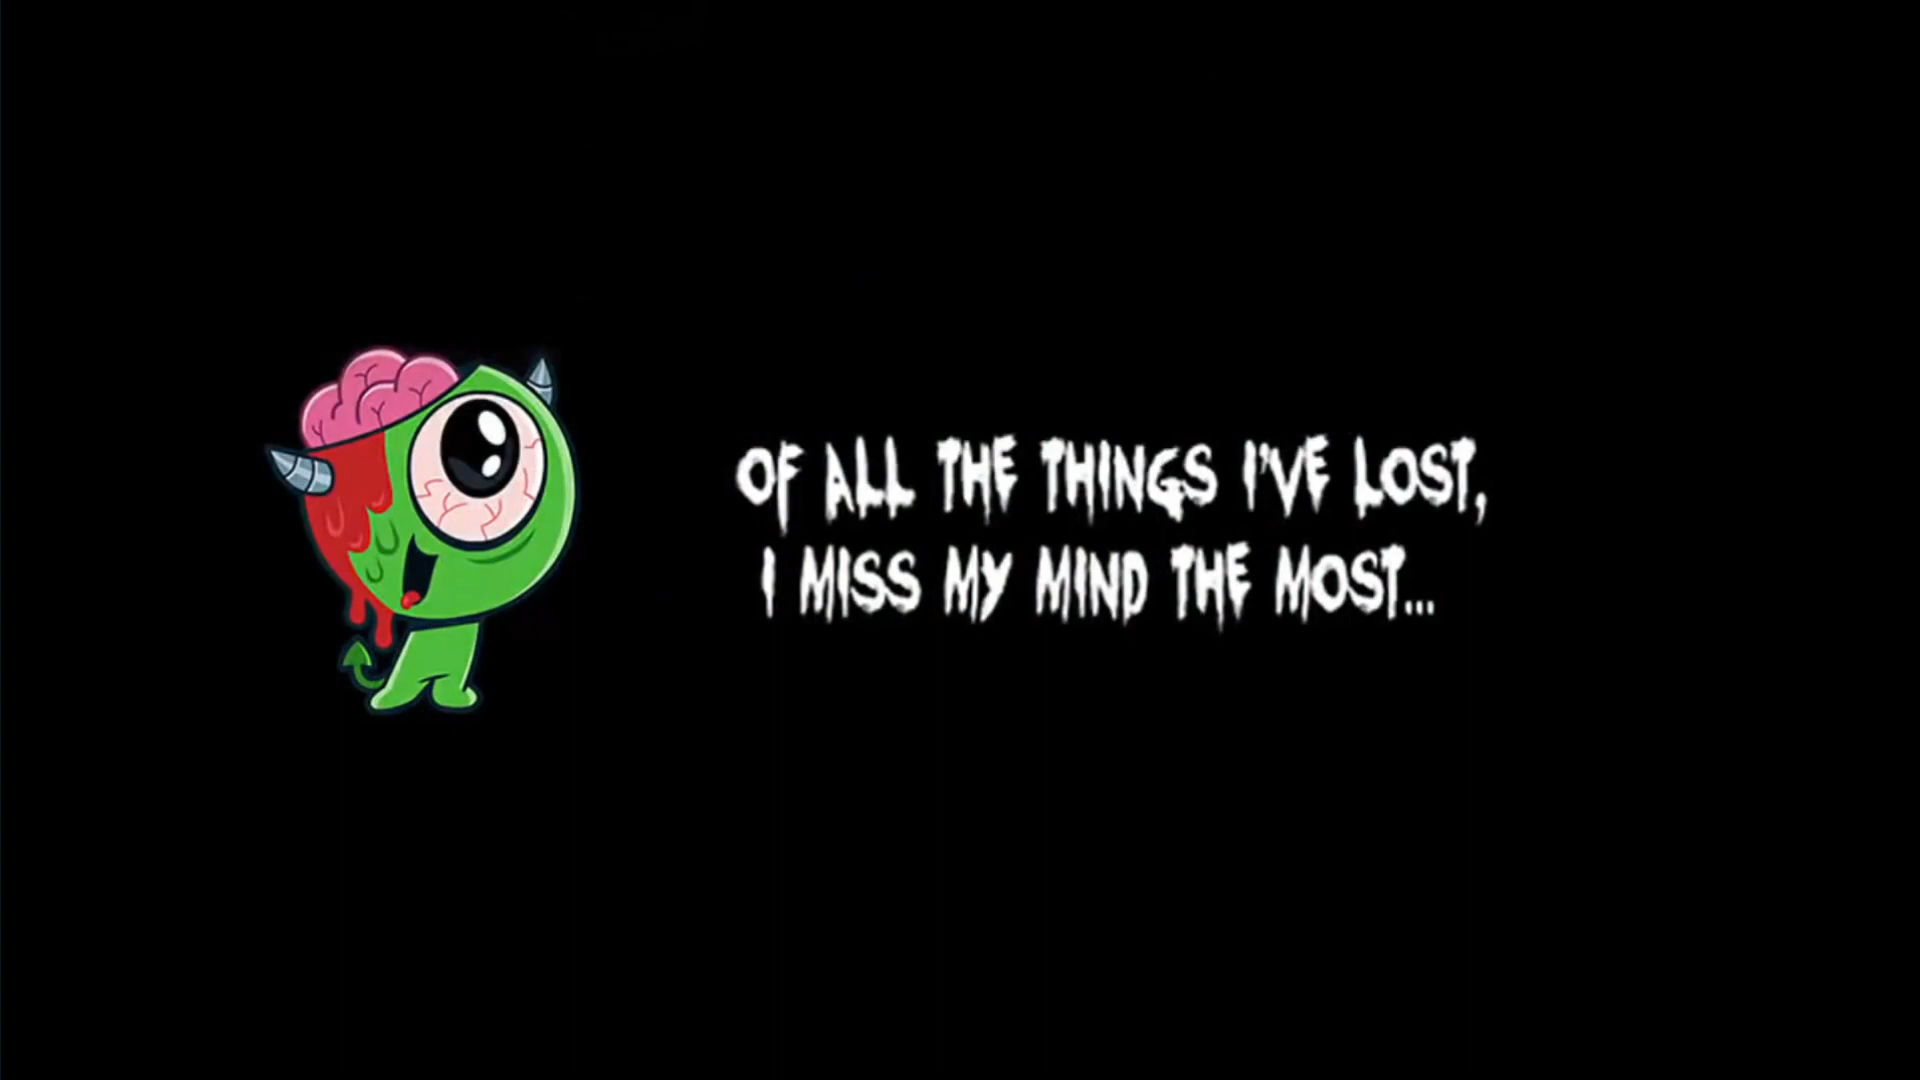 OF ALL THE THINGS I'VE LOST,
I MISS MY MIND THE MOST...